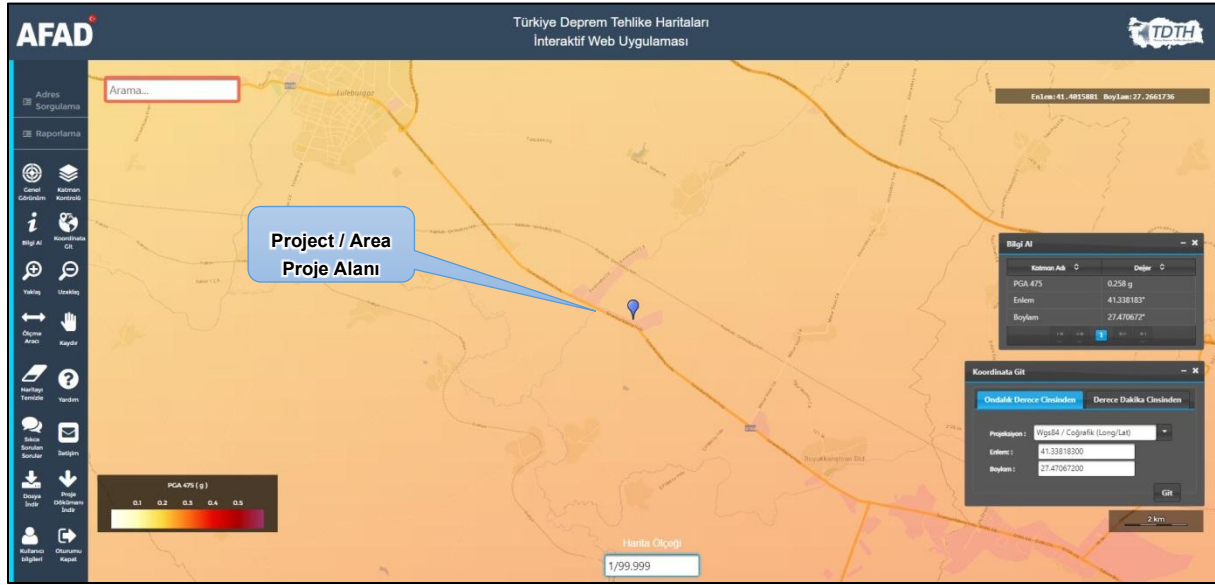 AFAD
Türkiye Deprem Tehlike Haritaları
İnteraktif Web Uygulaması
TDTH
Adres
Sorgulama
Raporlama
Genel
Görünüm
Katman
Kontrolü
Bilgi Al
Koordinata
Git
Yaklaş
Uzaklaş
Ölçme
Aracı
Kaydır
Haritayı
Temizle
Yardım
Sıkca
Sorulan
Sorular
İletişim
Dosya
İndir
Proje
Dökümanı
İndir
Kullanıcı
bilgileri
Oturumu
Kapat
Arama...
Lüleburgaz
Enlem:41.4015881 Boylam:27.2661736
Project / Area
Proje Alanı
Bilgi Al
Katman Adı Değer
PGA 475 0.258 g
Enlem 41.338183°
Boylam 27.470672°
1
Koordinata Git
Ondalık Derece Cinsinden Derece Dakika Cinsinden
Projeksiyon : Wgs84 / Coğrafik (Long/Lat)
Enlem : 41.33818300
Boylam : 27.47067200
Git
2 km
PGA 475 ( g )
0.1 0.2 0.3 0.4 0.5
Harita Ölçeği
1/99.999